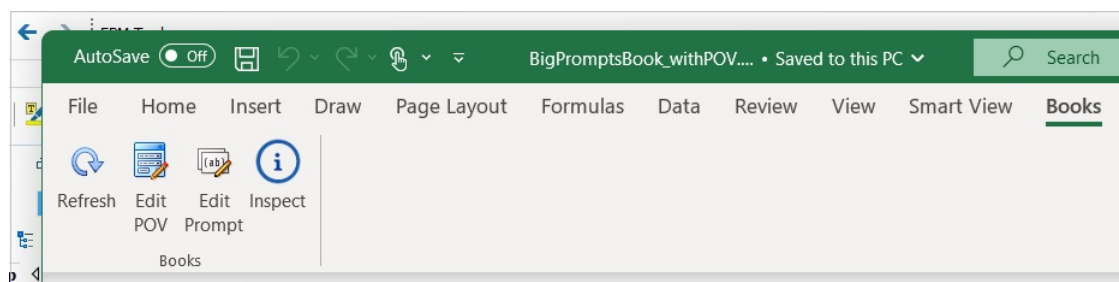 AutoSave Off BigPromptsBook_withPOV.... • Saved to this PC Search
File Home Insert Draw Page Layout Formulas Data Review View Smart View Books
Refresh Edit POV Edit Prompt Inspect
Books